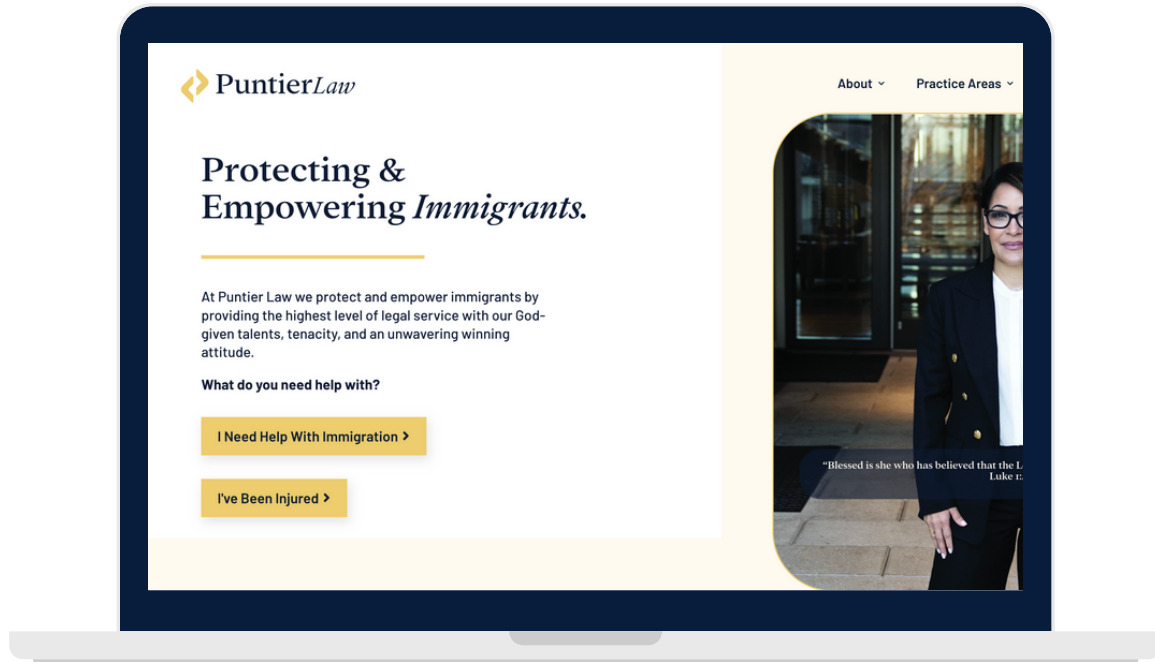 PuntierLaw
About
Practice Areas
Protecting &
Empowering Immigrants.
At Puntier Law we protect and empower immigrants by
providing the highest level of legal service with our God-
given talents, tenacity, and an unwavering winning
attitude.
What do you need help with?
I Need Help With Immigration
I've Been Injured
“Blessed is she who has believed that the
Luke